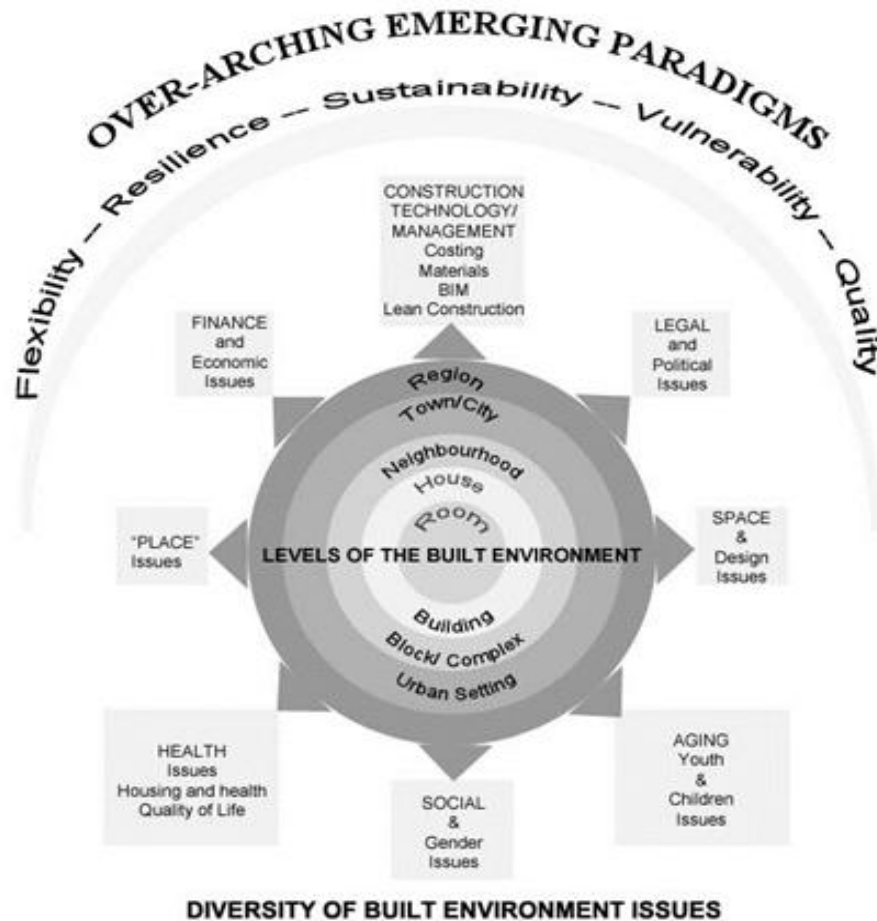 OVER-ARCHING EMERGING PARADIGMS
Flexibility — Resilience — Sustainability — Vulnerability — Quality
CONSTRUCTION
TECHNOLOGY/
MANAGEMENT
Costing
Materials
BIM
Lean Construction
FINANCE
and
Economic
Issues
LEGAL
and
Political
Issues
Region
Town/City
Neighbourhood
House
Room
"PLACE"
Issues
LEVELS OF THE BUILT ENVIRONMENT
SPACE
&
Design
Issues
Building
Block/ Complex
Urban Setting
HEALTH
Issues
Housing and health
Quality of Life
SOCIAL
&
Gender
Issues
AGING
Youth
&
Children
Issues
DIVERSITY OF BUILT ENVIRONMENT ISSUES